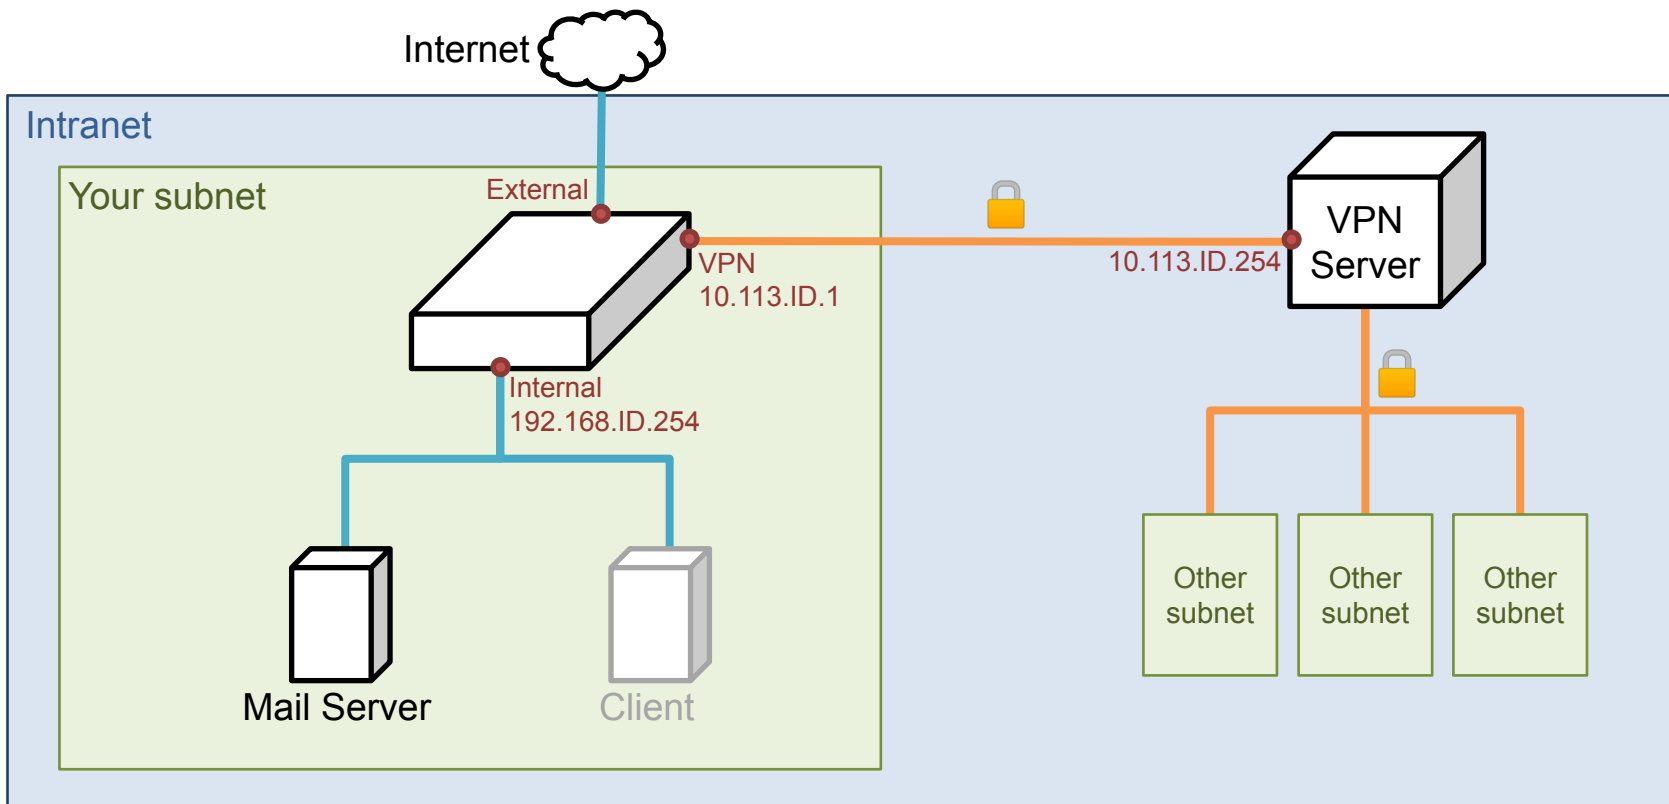 Internet
Intranet
Your subnet
External
VPN
10.113.ID.1
10.113.ID.254
VPN
Server
Internal
192.168.ID.254
Mail Server
Client
Other
subnet
Other
subnet
Other
subnet